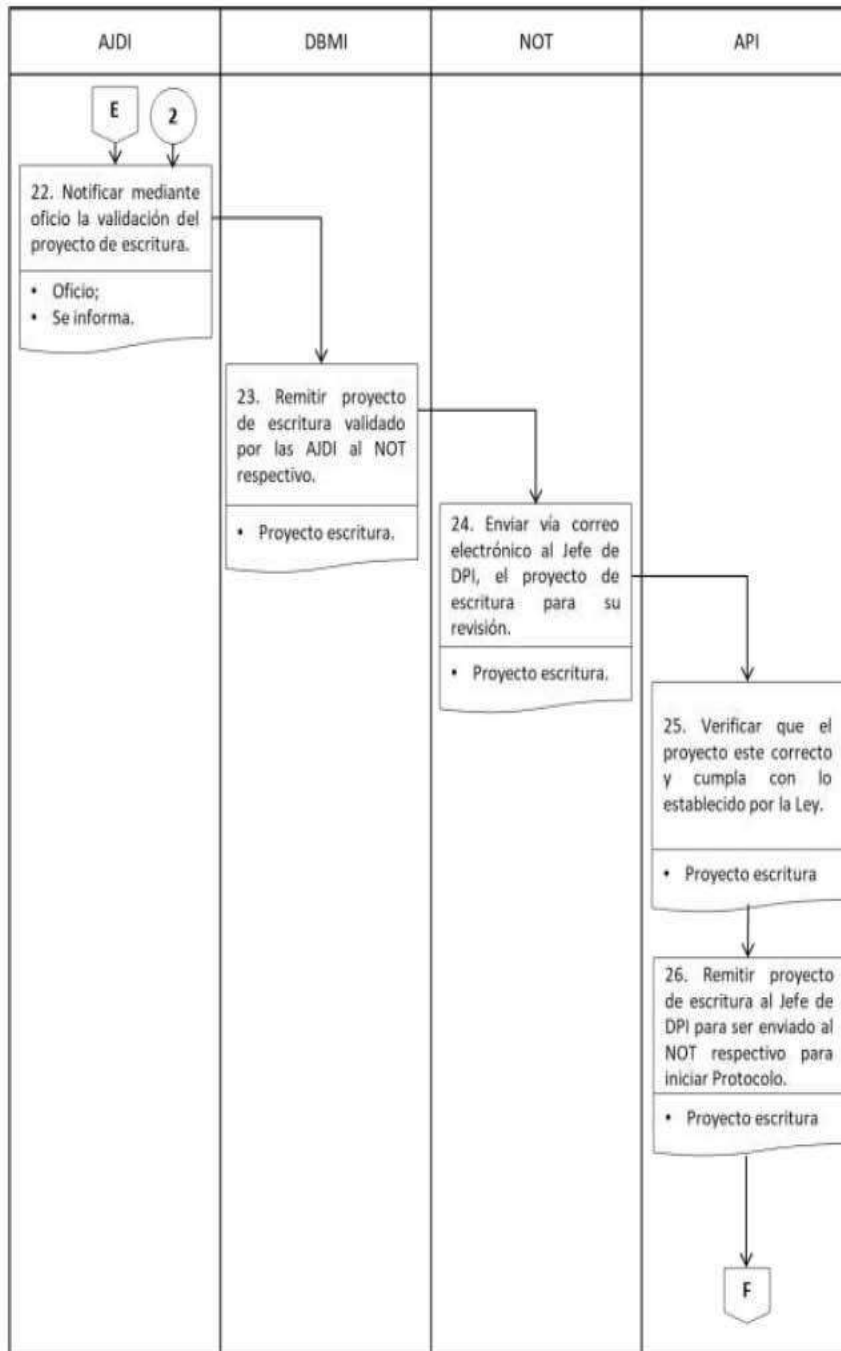 AJDI
DBMI
NOT
API
E
2
22. Notificar mediante
oficio la validación del
proyecto de escritura.
• Oficio;
• Se informa.
23. Remitir proyecto
de escritura validado
por las AJDI al NOT
respectivo.
• Proyecto escritura.
24. Enviar vía correo
electrónico al Jefe de
DPI, el proyecto de
escritura para su
revisión.
• Proyecto escritura.
25. Verificar que el
proyecto este correcto
y cumpla con lo
establecido por la Ley.
• Proyecto escritura
26. Remitir proyecto
de escritura al Jefe de
DPI para ser enviado al
NOT respectivo para
iniciar Protocolo.
• Proyecto escritura
F